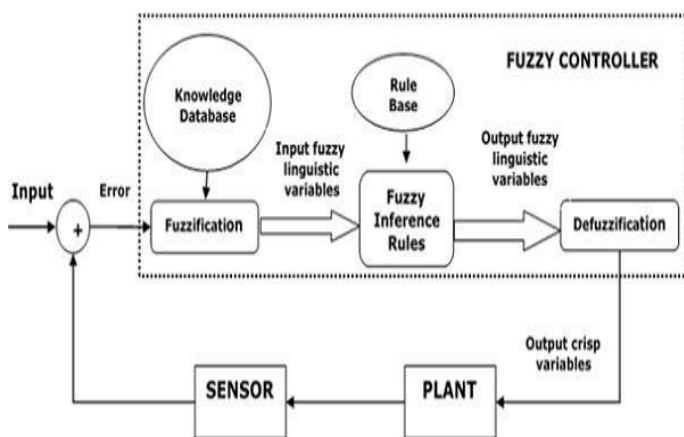 FUZZY CONTROLLER
Knowledge
Database
Rule
Base
Input fuzzy
linguistic
variables
Output fuzzy
linguistic
variables
Input
Error
+
Fuzzification
Fuzzy
Inference
Rules
Defuzzification
Output crisp
variables
SENSOR
PLANT